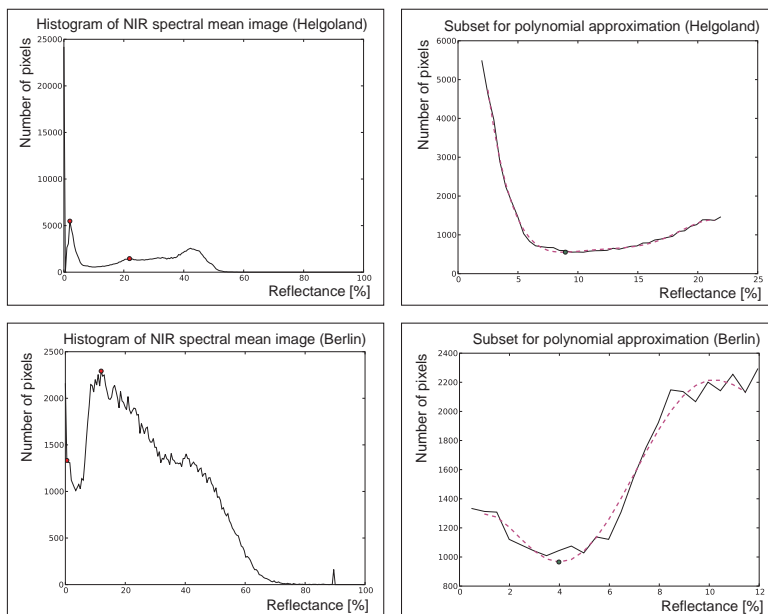 Histogram of NIR spectral mean image (Helgoland)
Number of pixels
25000
20000
15000
10000
5000
0
0 20 40 60 80 100
Reflectance [%]
Subset for polynomial approximation (Helgoland)
Number of pixels
6000
5000
4000
3000
2000
1000
0
0 5 10 15 20 25
Reflectance [%]
Histogram of NIR spectral mean image (Berlin)
Number of pixels
2500
2000
1500
1000
500
0
0 20 40 60 80 100
Reflectance [%]
Subset for polynomial approximation (Berlin)
Number of pixels
2400
2200
2000
1800
1600
1400
1200
1000
800
0 2 4 6 8 10 12
Reflectance [%]